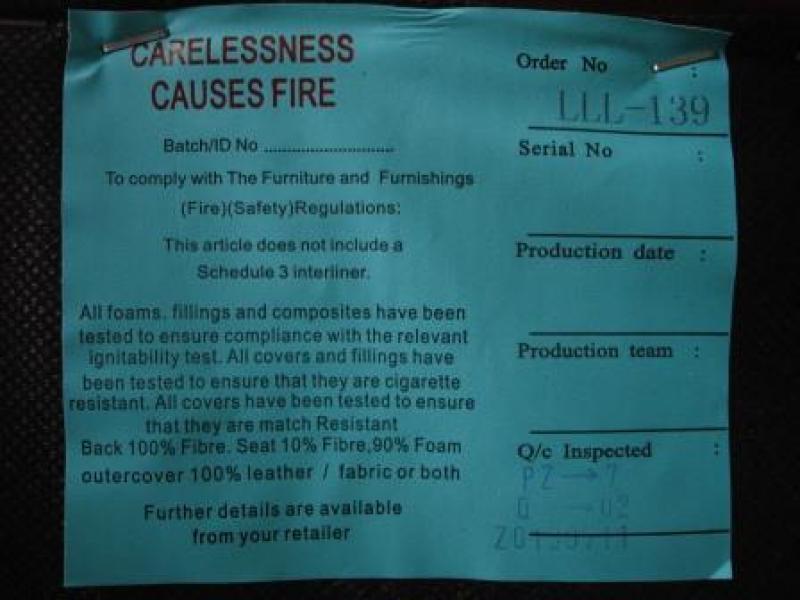 CARELESSNESS
CAUSES FIRE
Batch/ID No ..............................
To comply with The Furniture and Furnishings
(Fire)(Safety)Regulations:
This article does not include a
Schedule 3 interliner.
All foams. fillings and composites have been
tested to ensure compliance with the relevant
ignitability test. All covers and fillings have
been tested to ensure that they are cigarette
resistant. All covers have been tested to ensure
that they are match Resistant
Back 100% Fibre. Seat 10% Fibre,90% Foam
outercover 100% leather / fabric or both
Further details are available
from your retailer
Order No :
LLL-139
Serial No :
Production date :
Production team :
Q/c Inspected :
PZ→7